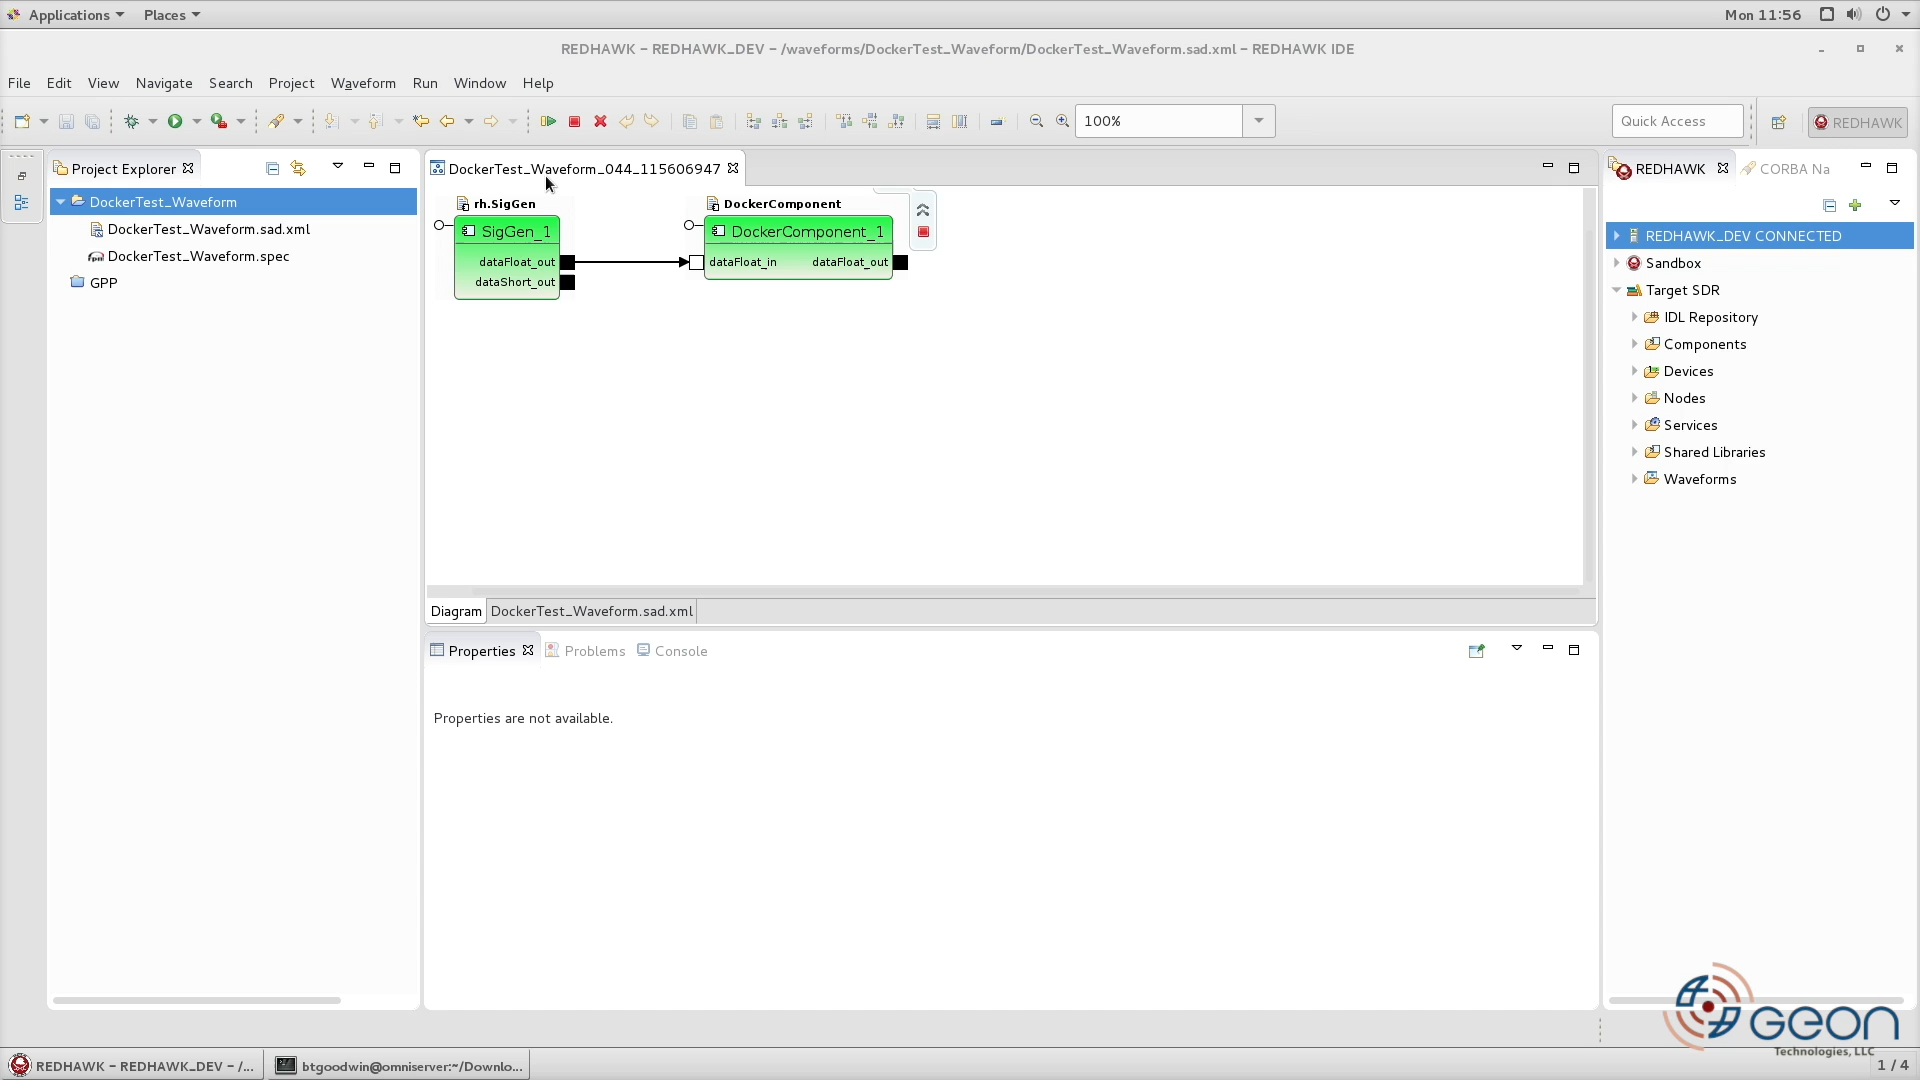 Applications Places Mon 11:56
REDHAWK - REDHAWK_DEV - /waveforms/DockerTest_Waveform/DockerTest_Waveform.sad.xml - REDHAWK IDE
File Edit View Navigate Search Project Waveform Run Window Help
100% Quick Access REDHAWK
Project Explorer
DockerTest_Waveform
DockerTest_Waveform.sad.xml
DockerTest_Waveform.spec
GPP
DockerTest_Waveform_044_115606947
rh.SigGen DockerComponent
SigGen_1 DockerComponent_1
dataFloat_out dataFloat_in dataFloat_out
dataShort_out
Diagram DockerTest_Waveform.sad.xml
Properties Problems Console
Properties are not available.
REDHAWK CORBA Na
REDHAWK_DEV CONNECTED
Sandbox
Target SDR
IDL Repository
Components
Devices
Nodes
Services
Shared Libraries
Waveforms
Geon
Technologies, LLC
REDHAWK - REDHAWK_DEV - /... btgoodwin@omniserver:~/Downlo... 1 / 4